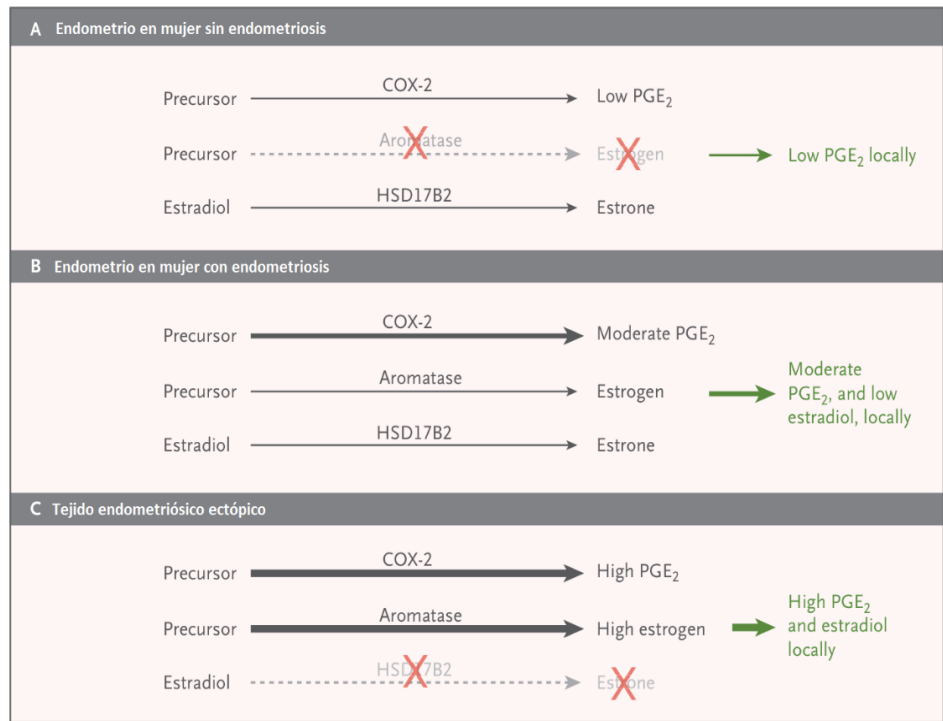 A Endometrio en mujer sin endometriosis
COX-2
Precursor Low PGE₂
Aromatase
Precursor Estrogen Low PGE₂ locally
HSD17B2
Estradiol Estrone
B Endometrio en mujer con endometriosis
COX-2
Precursor Moderate PGE₂
Aromatase
Precursor Estrogen
Moderate
PGE₂, and low
estradiol, locally
HSD17B2
Estradiol Estrone
C Tejido endometriósico ectópico
COX-2
Precursor High PGE₂
Aromatase
Precursor High estrogen
High PGE₂
and estradiol
locally
HSD17B2
Estradiol Estrone